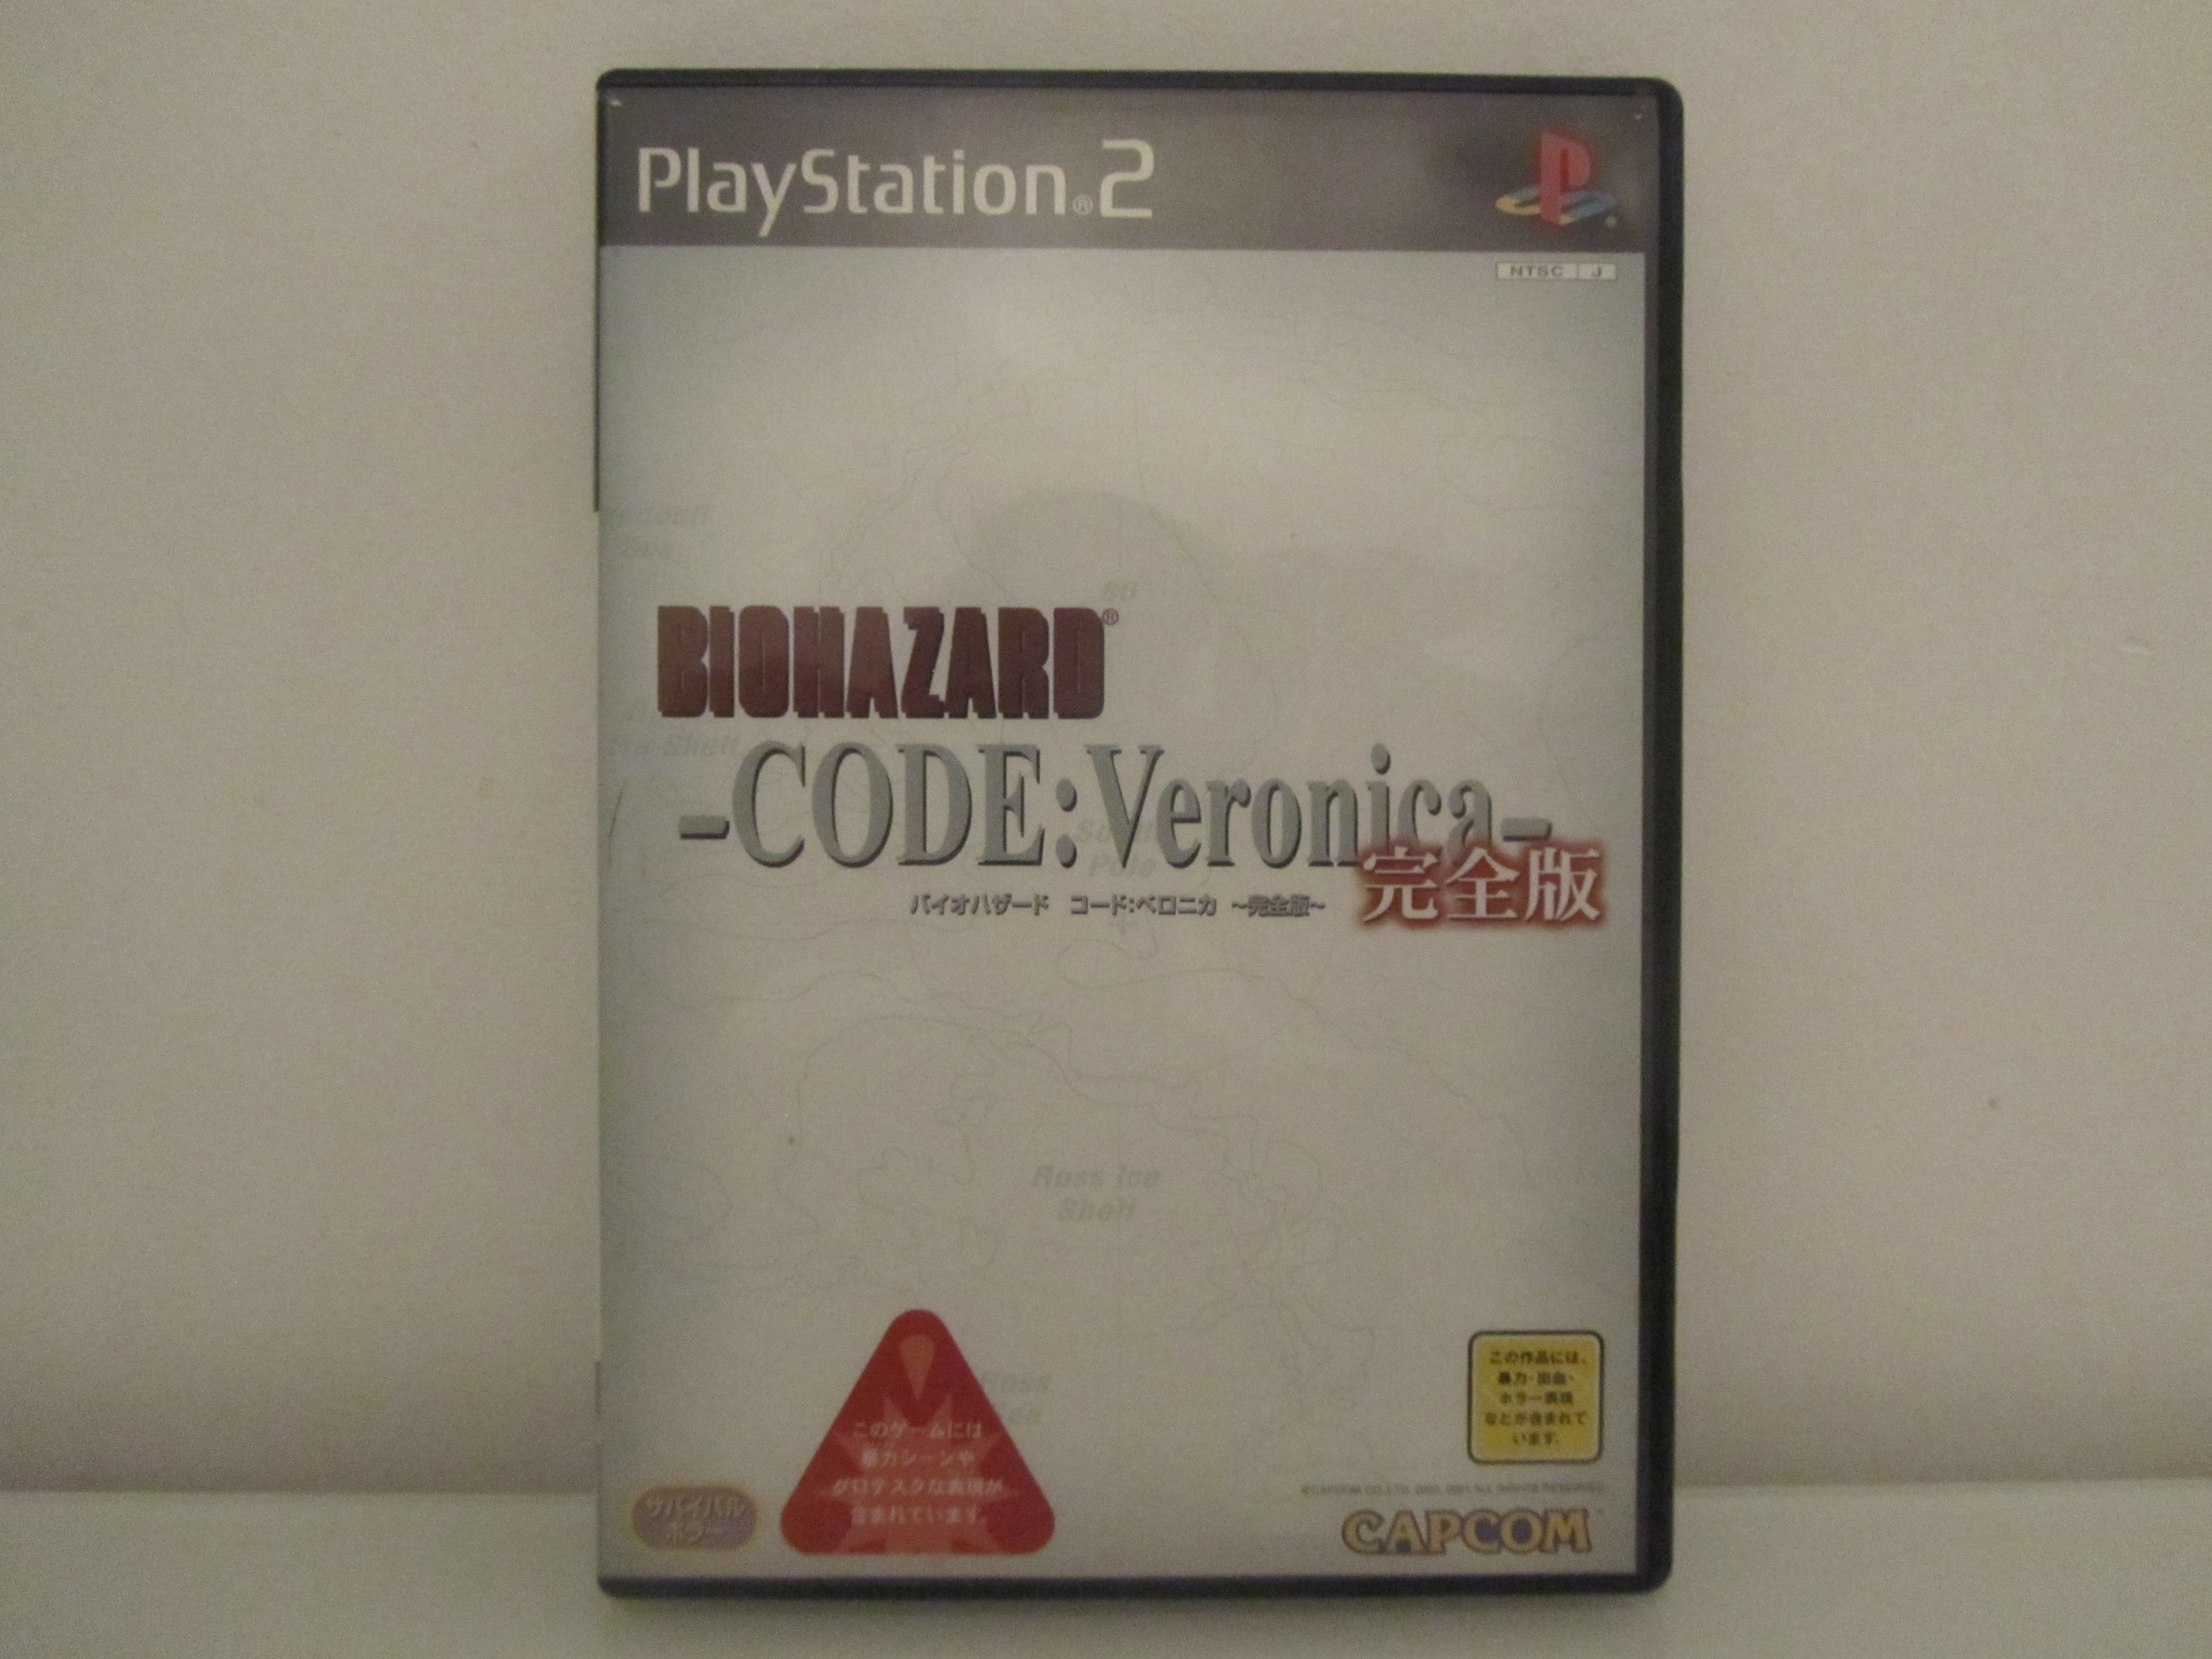 PlayStation®2
NTSC J
80
BIOHAZARD®
Shelf
-CODE:Veronica-
Pole
完全版
バイオハザード コード:ベロニカ ～完全版～
Ross Ice
Shelf
この作品には、
暴力・出血・
ホラー表現
などが含まれて
います。
Ross
このゲームには
暴力シーンや
グロテスクな表現が
含まれています。
サバイバル
ホラー
CAPCOM